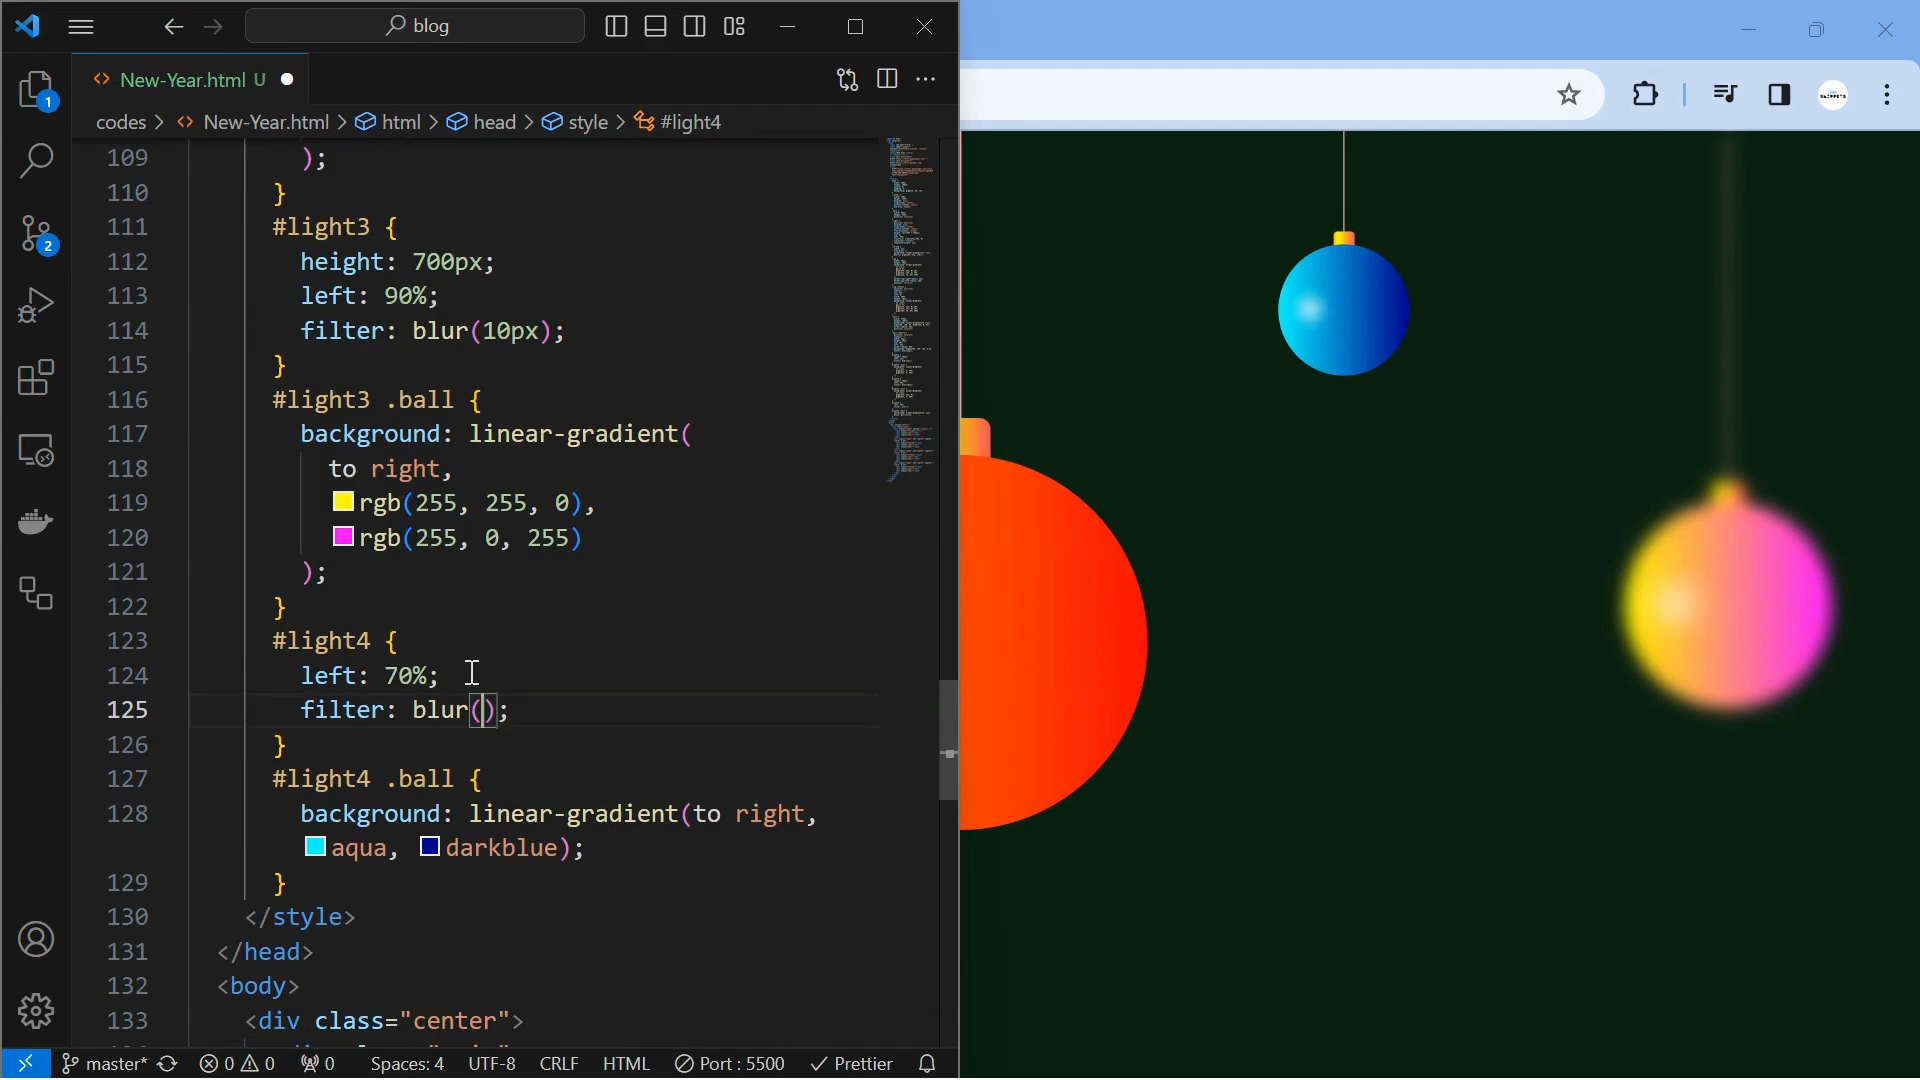 blog
New-Year.html U
codes > New-Year.html > html > head > style > #light4
109 );
110 }
111 #light3 {
112 height: 700px;
113 left: 90%;
114 filter: blur(10px);
115 }
116 #light3 .ball {
117 background: linear-gradient(
118 to right,
119 rgb(255, 255, 0),
120 rgb(255, 0, 255)
121 );
122 }
123 #light4 {
124 left: 70%;
125 filter: blur();
126 }
127 #light4 .ball {
128 background: linear-gradient(to right,
aqua, darkblue);
129 }
130 </style>
131 </head>
132 <body>
133 <div class="center">
1
2
master* 0 0 0 Spaces: 4 UTF-8 CRLF HTML Port : 5500 Prettier